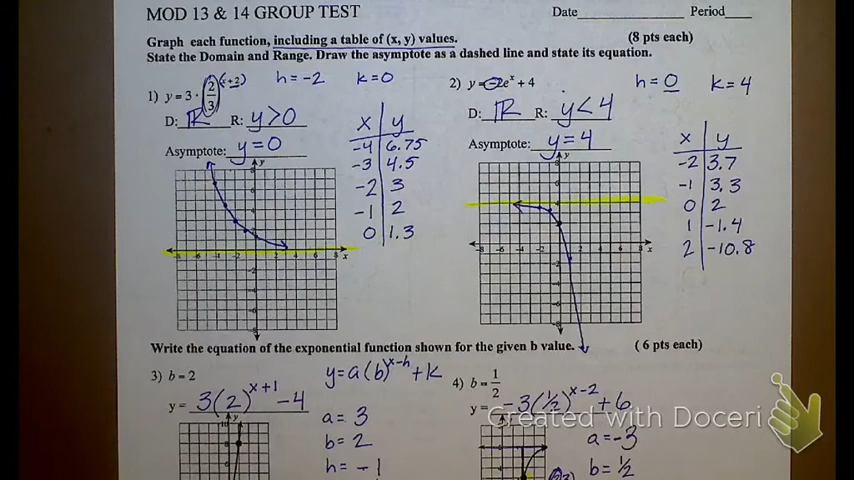 MOD 13 & 14 GROUP TEST Date Period
Graph each function, including a table of (x, y) values. (8 pts each)
State the Domain and Range. Draw the asymptote as a dashed line and state its equation.
1) y = 3 · (2/3)^(x+2) h = -2 k = 0
D: ℝ R: y > 0
Asymptote: y = 0
x y
-4 6.75
-3 4.5
-2 3
-1 2
0 1.3
2) y = -2e^x + 4 h = 0 k = 4
D: ℝ R: y < 4
Asymptote: y = 4
x y
-2 3.7
-1 3.3
0 2
1 -1.4
2 -10.8
Write the equation of the exponential function shown for the given b value. (6 pts each)
3) b = 2 y = a(b)^x-h + k
y = 3(2)^x+1 - 4
a = 3
b = 2
h = -1
4) b = 1/2
y = -3(1/2)^x-2 + 6
a = -3
b = 1/2
Created with Doceri